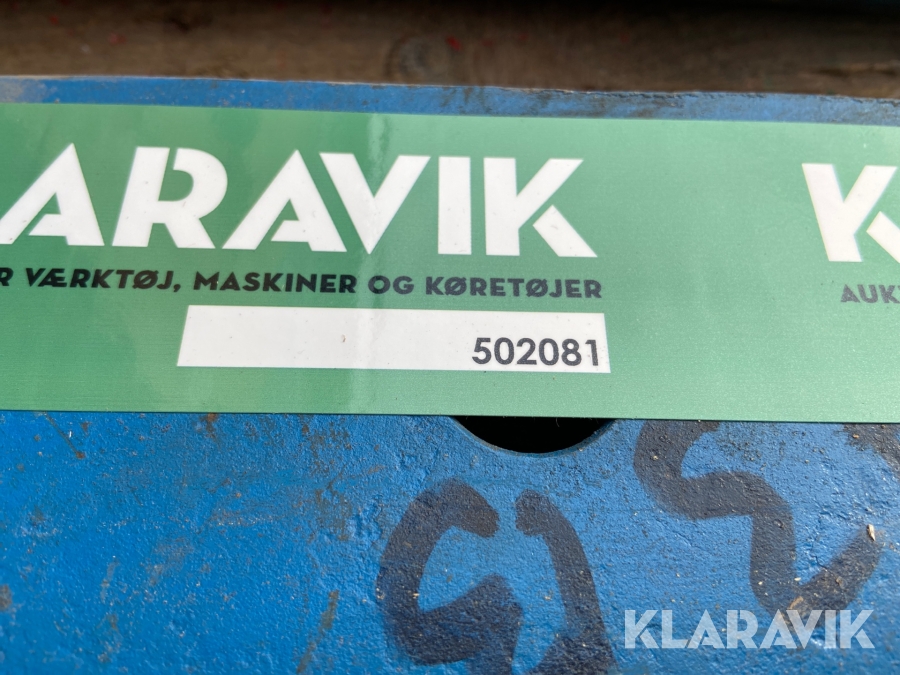 ARAVIK
R VÆRKTØJ, MASKINER OG KØRETØJER
502081
K
AUK
KLARAVIK